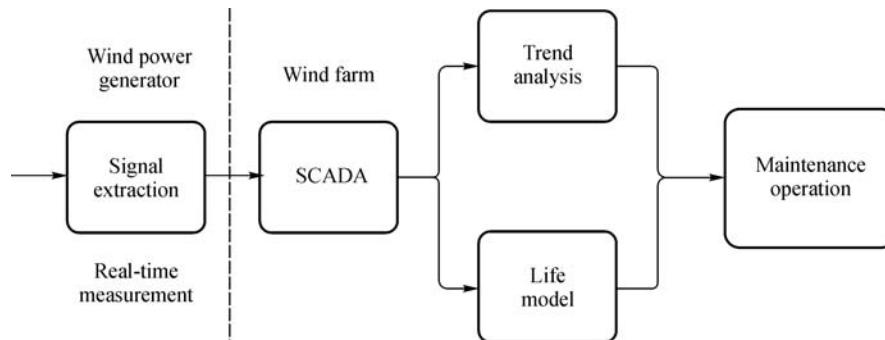 Wind power
generator
Signal
extraction
Real-time
measurement
Wind farm
SCADA
Trend
analysis
Life
model
Maintenance
operation